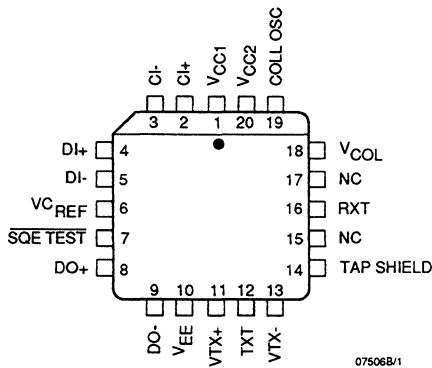 CI-
CI+
VCC1
VCC2
COLL OSC
3 2 1 20 19
DI+ 4
DI- 5
VCREF 6
SQE TEST 7
DO+ 8
18 VCOL
17 NC
16 RXT
15 NC
14 TAP SHIELD
9 10 11 12 13
DO-
VEE
VTX+
TXT
VTX-
07506B/1